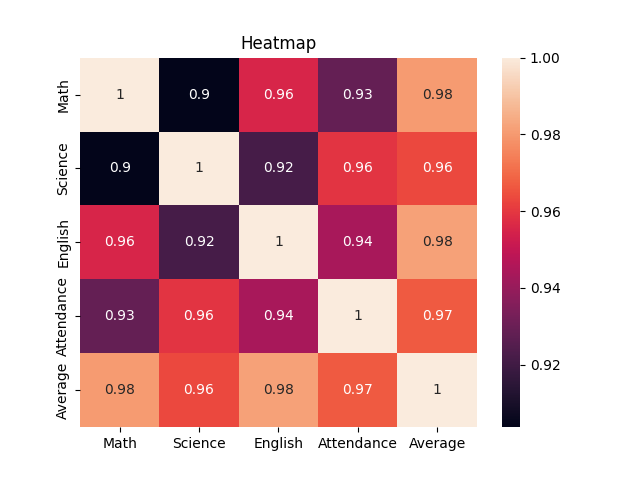 Heatmap
Math 1 0.9 0.96 0.93 0.98
Science 0.9 1 0.92 0.96 0.96
English 0.96 0.92 1 0.94 0.98
Attendance 0.93 0.96 0.94 1 0.97
Average 0.98 0.96 0.98 0.97 1
Math Science English Attendance Average
1.00
0.98
0.96
0.94
0.92